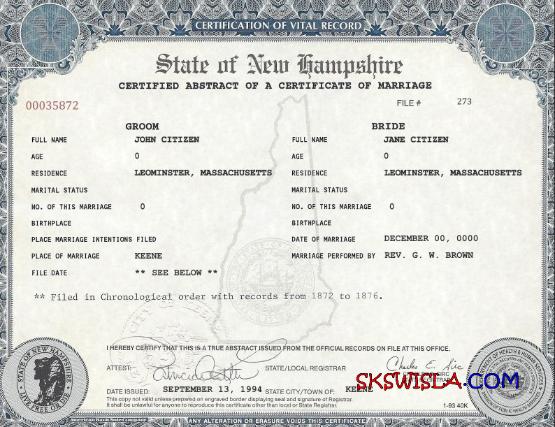 CERTIFICATION OF VITAL RECORD
State of New Hampshire
CERTIFIED ABSTRACT OF A CERTIFICATE OF MARRIAGE
00035872 FILE # 273
GROOM BRIDE
FULL NAME JOHN CITIZEN FULL NAME JANE CITIZEN
AGE 0 AGE 0
RESIDENCE LEOMINSTER, MASSACHUSETTS RESIDENCE LEOMINSTER, MASSACHUSETTS
MARITAL STATUS MARITAL STATUS
NO. OF THIS MARRIAGE 0 NO. OF THIS MARRIAGE 0
BIRTHPLACE BIRTHPLACE
PLACE MARRIAGE INTENTIONS FILED DATE OF MARRIAGE DECEMBER 00, 0000
PLACE OF MARRIAGE KEENE MARRIAGE PERFORMED BY REV. G. W. BROWN
FILE DATE ** SEE BELOW **
** Filed in Chronological order with records from 1872 to 1876.
I HEREBY CERTIFY THAT THIS IS A TRUE ABSTRACT ISSUED FROM THE OFFICIAL RECORDS ON FILE AT THIS OFFICE.
ATTEST: STATE/LOCAL REGISTRAR
DATE ISSUED: SEPTEMBER 13, 1994 STATE CITY/TOWN OF: KEENE
SKSWISLA.COM
This copy not valid unless prepared on engraved border displaying seal and signature of Registrar.
It shall be unlawful for anyone to reproduce this certificate other than local or State Registrar. 1-93 40K
STATE OF NEW HAMPSHIRE
ANY ALTERATION OR ERASURE VOIDS THIS CERTIFICATE